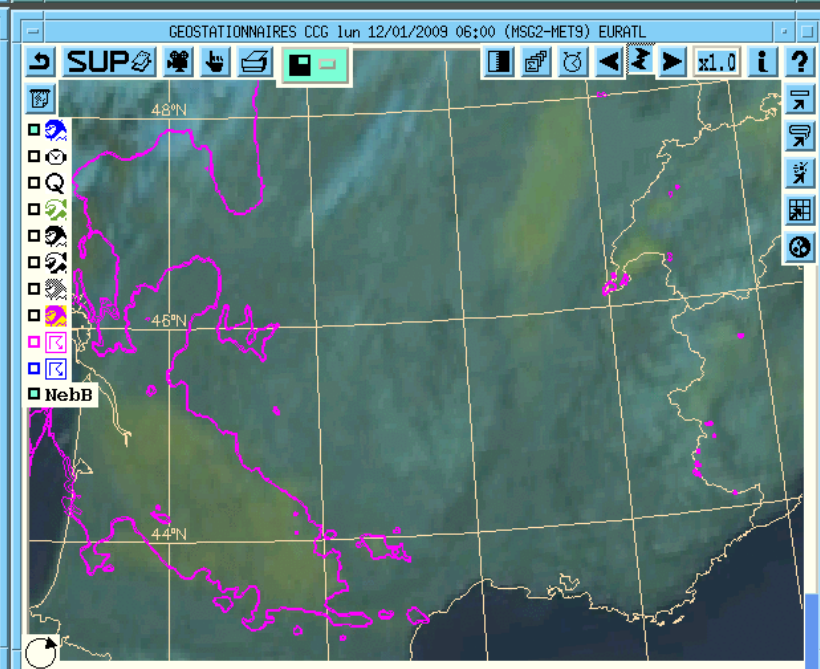 GEOSTATIONNAIRES CCG lun 12/01/2009 06:00 (MSG2-MET9) EURATL
SUP
x1.0
i
?
48°N
Q
46°N
NebB
44°N